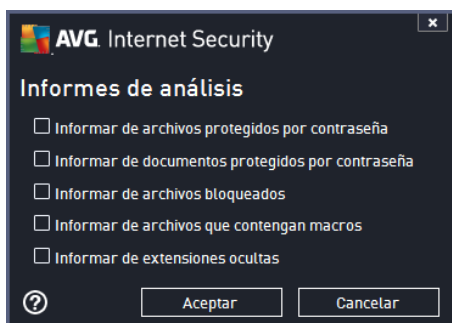 AVG. Internet Security
x
Informes de análisis
Informar de archivos protegidos por contraseña
Informar de documentos protegidos por contraseña
Informar de archivos bloqueados
Informar de archivos que contengan macros
Informar de extensiones ocultas
? Aceptar Cancelar